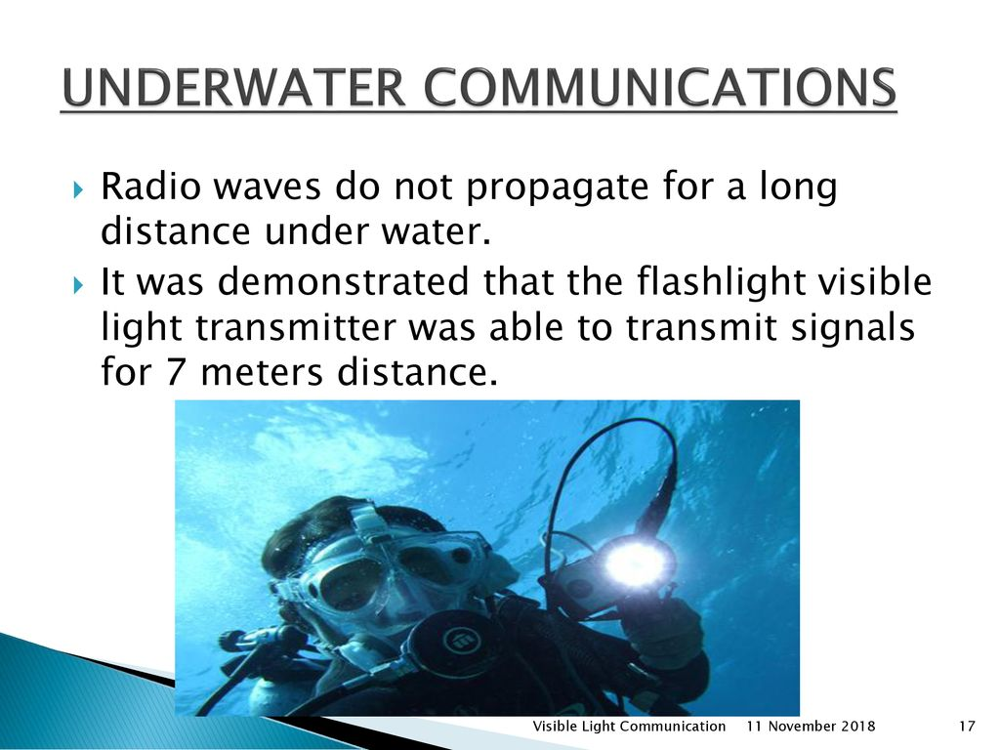 UNDERWATER COMMUNICATIONS
Radio waves do not propagate for a long
distance under water.
It was demonstrated that the flashlight visible
light transmitter was able to transmit signals
for 7 meters distance.
Visible Light Communication 11 November 2018 17